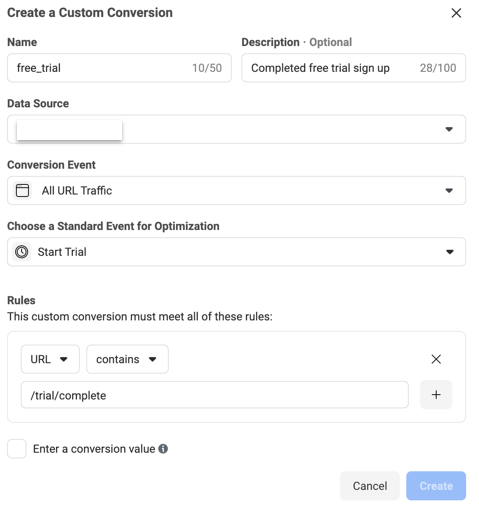 Create a Custom Conversion
Name
Description · Optional
free_trial 10/50
Completed free trial sign up 28/100
Data Source
Conversion Event
All URL Traffic
Choose a Standard Event for Optimization
Start Trial
Rules
This custom conversion must meet all of these rules:
URL contains
/trial/complete
Enter a conversion value
Cancel Create